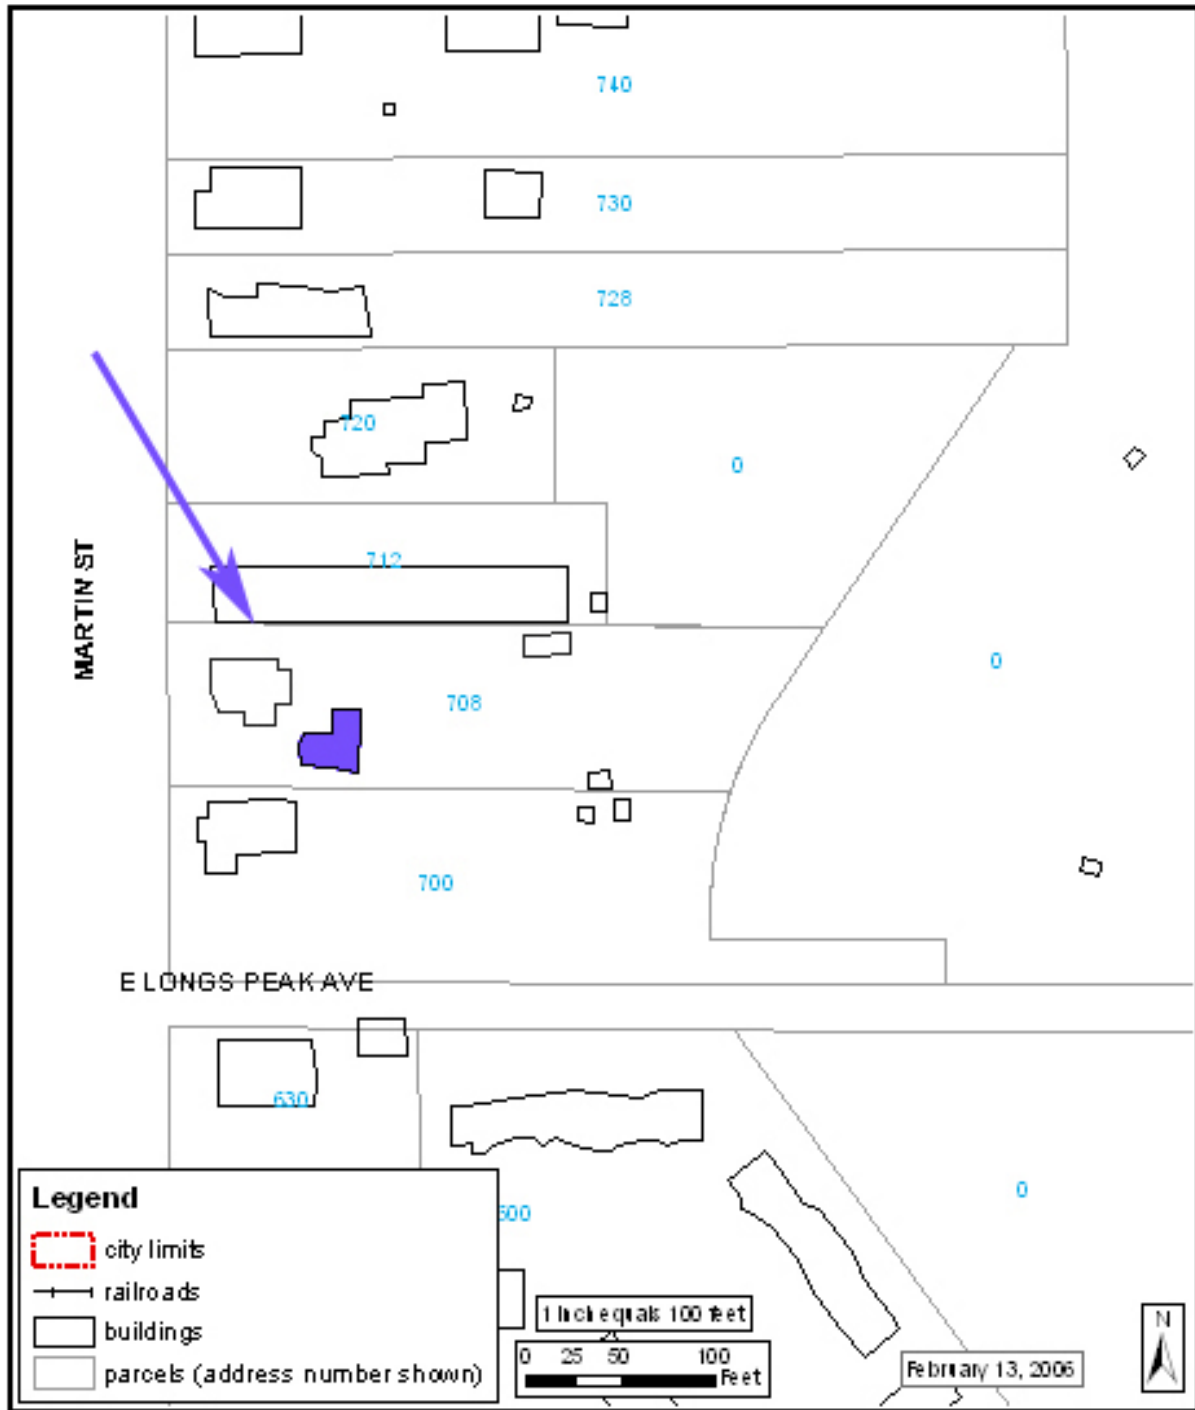 740
730
728
720
0
712
MARTIN ST
0
708
700
E LONGS PEAK AVE
630
0
Legend
city limits
railroads
buildings
parcels (address number shown)
1 inch equals 100 feet
0 25 50 100
Feet
February 13, 2006
N